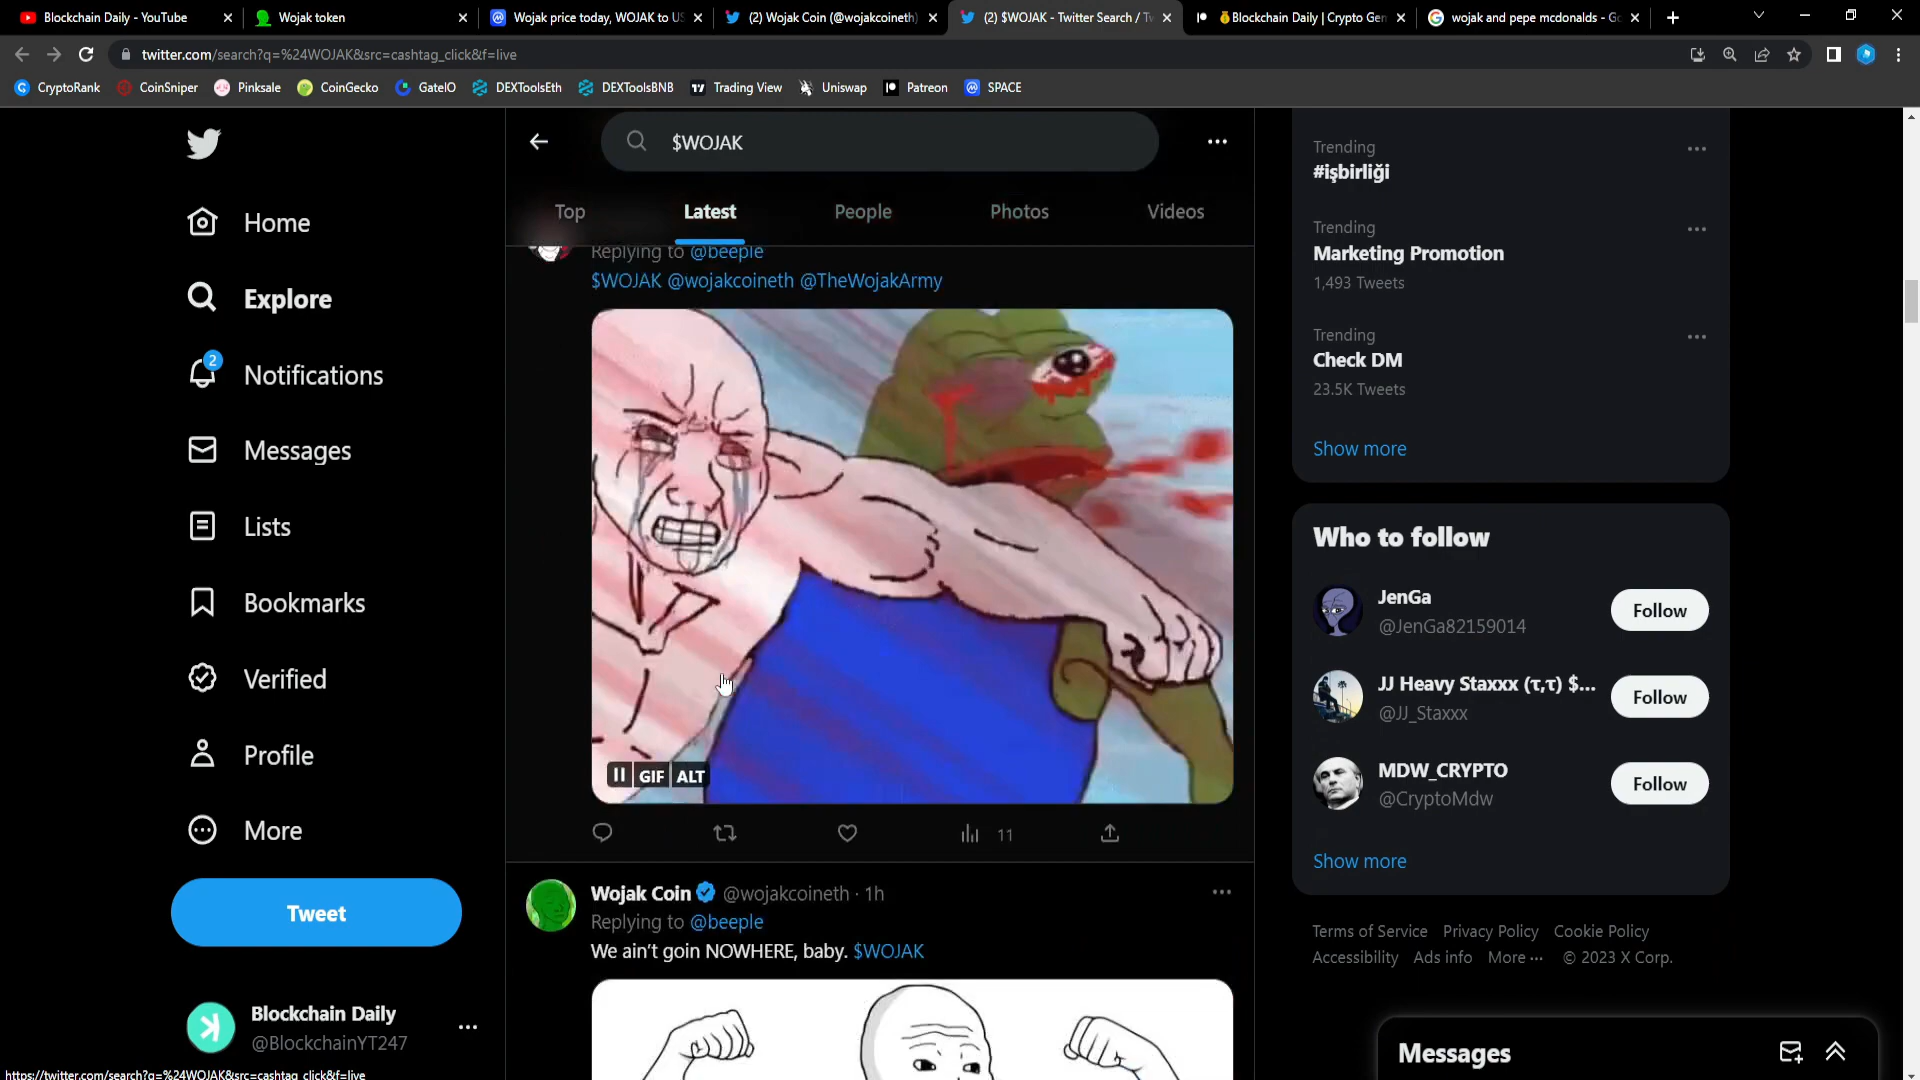 Blockchain Daily - YouTube
Wojak token
Wojak price today, WOJAK to US
(2) Wojak Coin (@wojakcoineth)
(2) $WOJAK - Twitter Search / Tw
Blockchain Daily | Crypto Gen
wojak and pepe mcdonalds - Go
twitter.com/search?q=%24WOJAK&src=cashtag_click&f=live
CryptoRank
CoinSniper
Pinksale
CoinGecko
GateIO
DEXToolsEth
DEXToolsBNB
Trading View
Uniswap
Patreon
SPACE
Home
Explore
2
Notifications
Messages
Lists
Bookmarks
Verified
Profile
More
Tweet
Blockchain Daily
@BlockchainYT247
https://twitter.com/search?q=%24WOJAK&src=cashtag_click&f=live
$WOJAK
Top
Latest
People
Photos
Videos
Replying to @beeple
$WOJAK @wojakcoineth @TheWojakArmy
GIF
ALT
11
Wojak Coin @wojakcoineth · 1h
Replying to @beeple
We ain't goin NOWHERE, baby. $WOJAK
Trending
#işbirliği
Trending
Marketing Promotion
1,493 Tweets
Trending
Check DM
23.5K Tweets
Show more
Who to follow
JenGa
@JenGa82159014
Follow
JJ Heavy Staxxx (τ,τ) $...
@JJ_Staxxx
Follow
MDW_CRYPTO
@CryptoMdw
Follow
Show more
Terms of Service Privacy Policy Cookie Policy
Accessibility Ads info More ··· © 2023 X Corp.
Messages